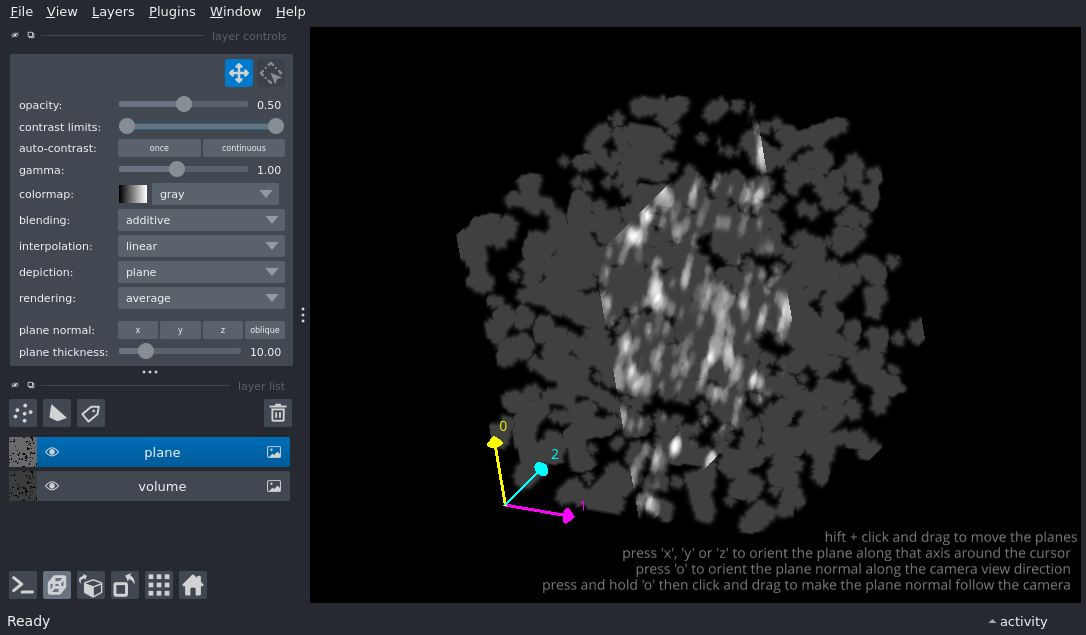 File View Layers Plugins Window Help
layer controls
opacity: 0.50
contrast limits:
auto-contrast: once continuous
gamma: 1.00
colormap: gray
blending: additive
interpolation: linear
depiction: plane
rendering: average
plane normal: x y z oblique
plane thickness: 10.00
layer list
plane
volume
0
2
1
hift + click and drag to move the planes
press 'x', 'y' or 'z' to orient the plane along that axis around the cursor
press 'o' to orient the plane normal along the camera view direction
press and hold 'o' then click and drag to make the plane normal follow the camera
Ready
activity